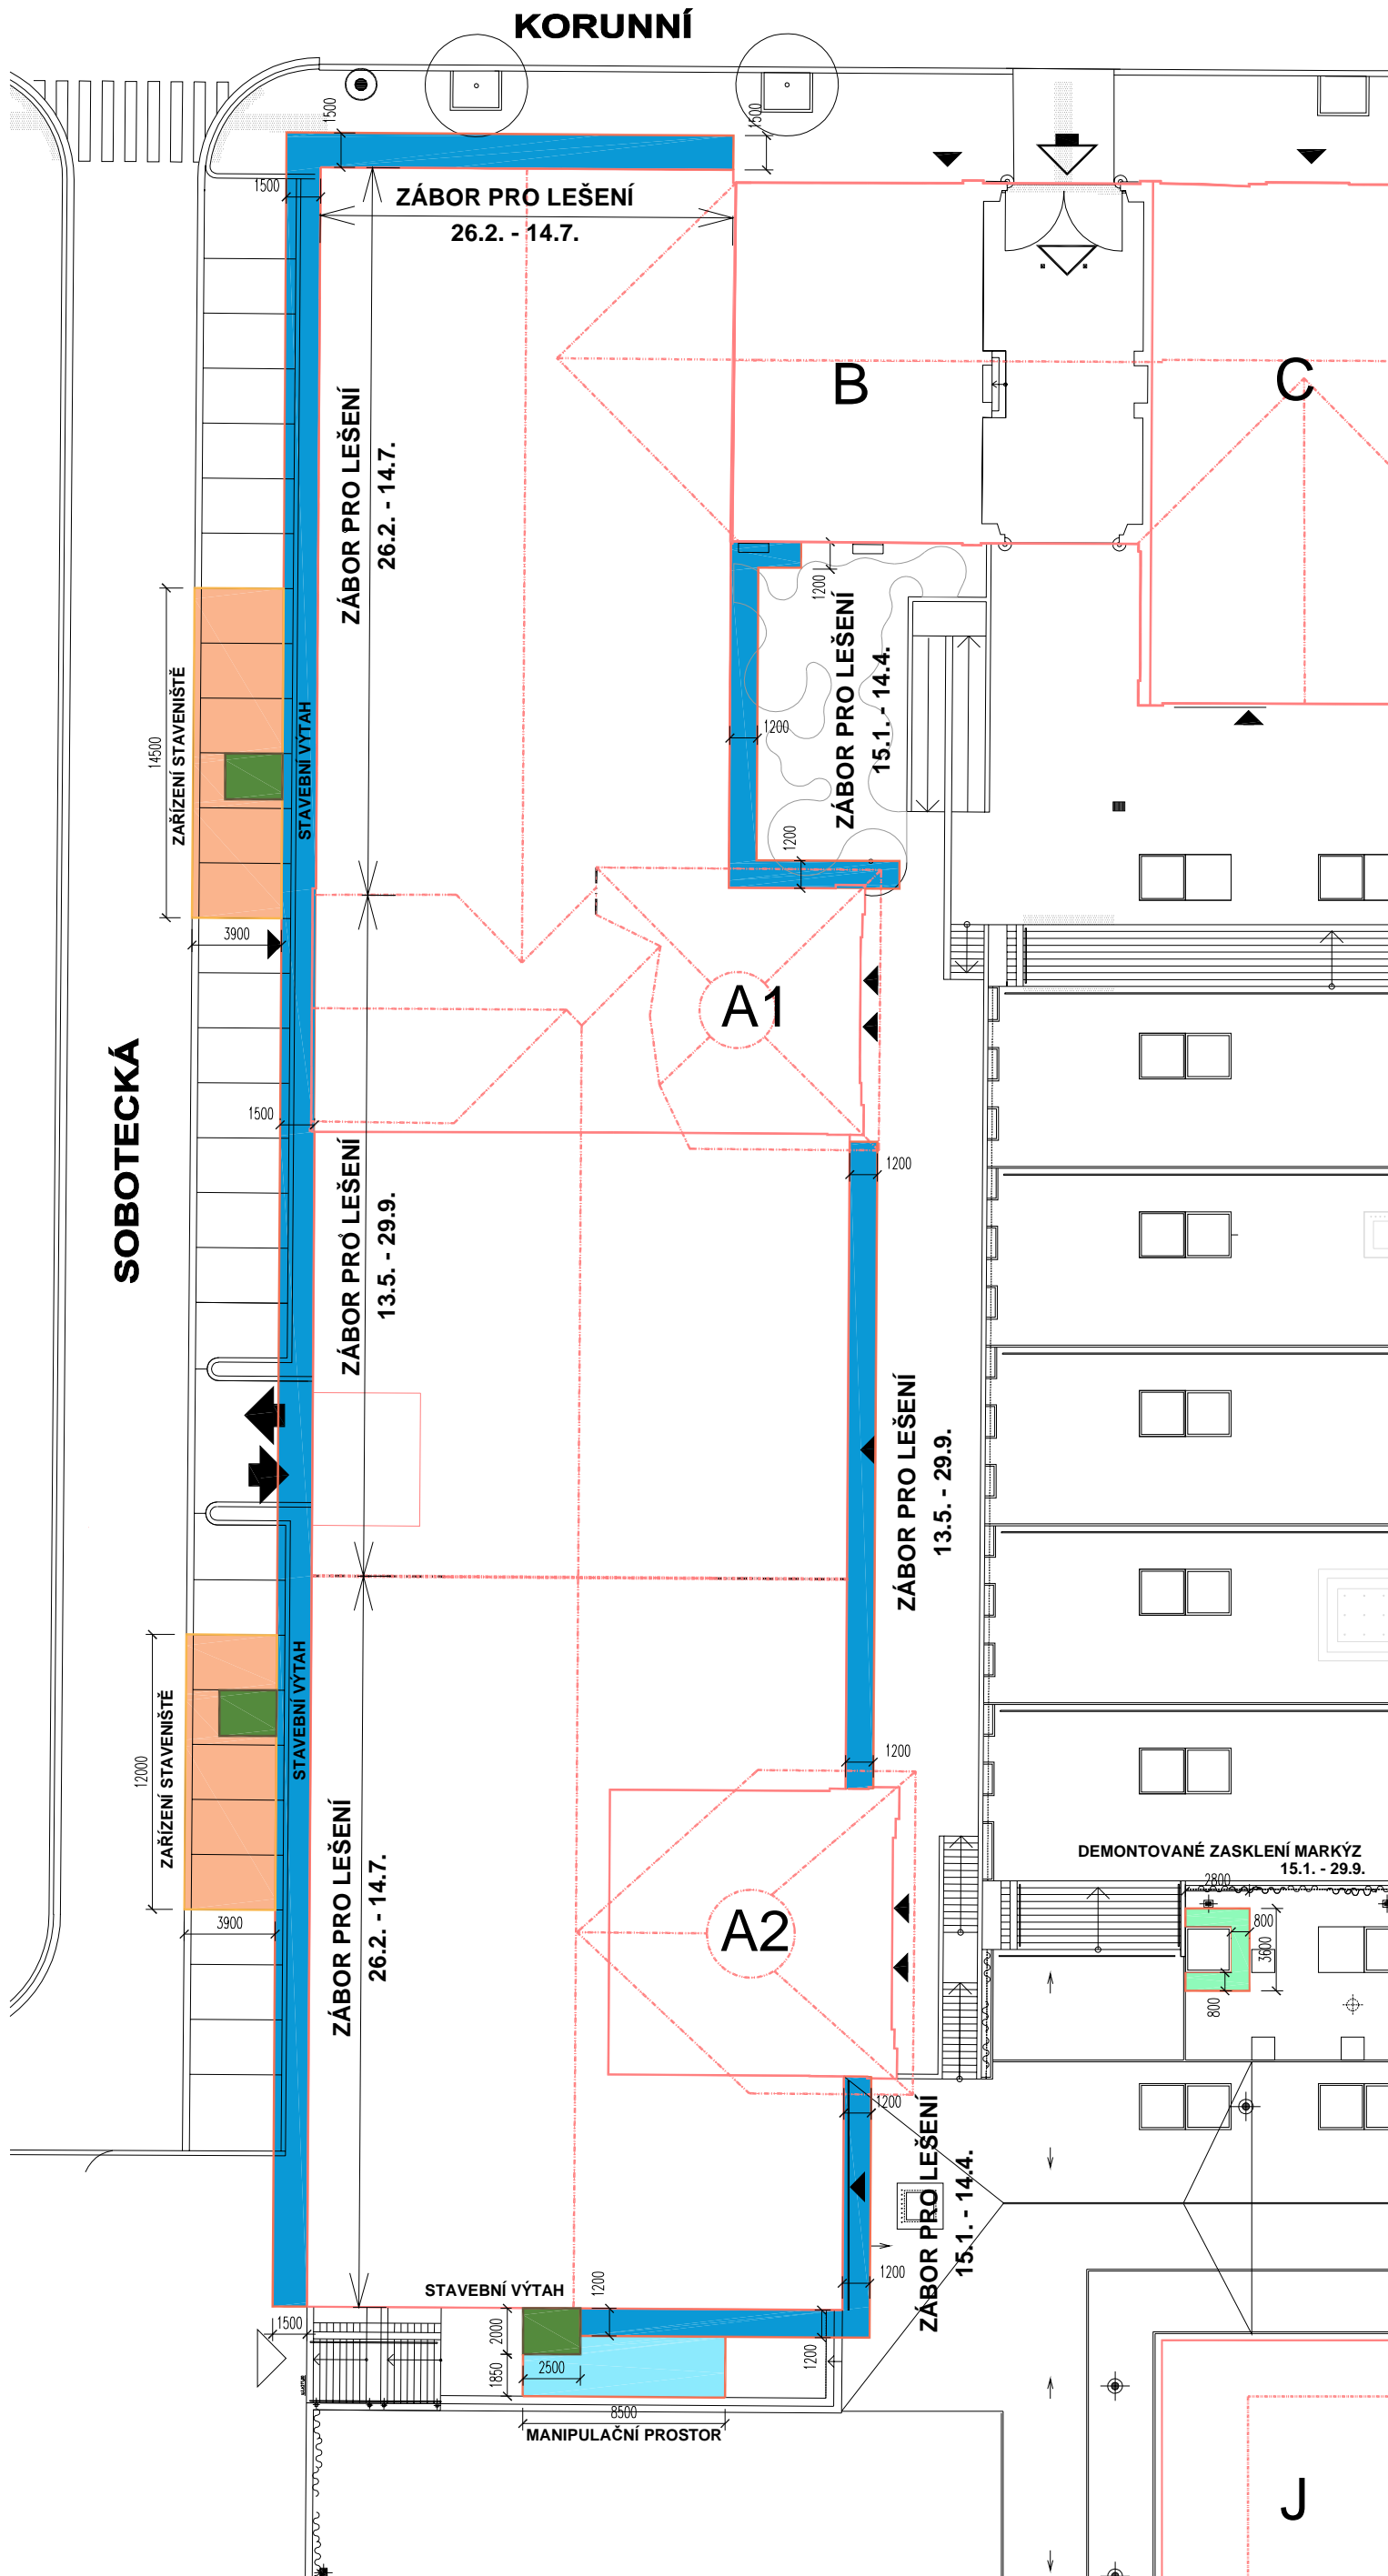 KORUNNÍ
1500
1500
1500
ZÁBOR PRO LEŠENÍ
26.2. - 14.7.
B
C
ZÁBOR PRO LEŠENÍ
26.2. - 14.7.
1200
ZÁBOR PRO LEŠENÍ
15.1. - 14.4.
1200
1200
14500
ZAŘÍZENÍ STAVENIŠTĚ
STAVEBNÍ VÝTAH
3900
A1
SOBOTECKÁ
1500
ZÁBOR PRO LEŠENÍ
13.5. - 29.9.
1200
ZÁBOR PRO LEŠENÍ
13.5. - 29.9.
12000
ZAŘÍZENÍ STAVENIŠTĚ
STAVEBNÍ VÝTAH
3900
1200
ZÁBOR PRO LEŠENÍ
26.2. - 14.7.
A2
DEMONTOVANÉ ZASKLENÍ MARKÝZ
15.1. - 29.9.
2800
800
3600
800
1200
ZÁBOR PRO LEŠENÍ
15.1. - 14.4.
1200
STAVEBNÍ VÝTAH
1200
1500
2000
1850
2500
1200
8500
MANIPULAČNÍ PROSTOR
J